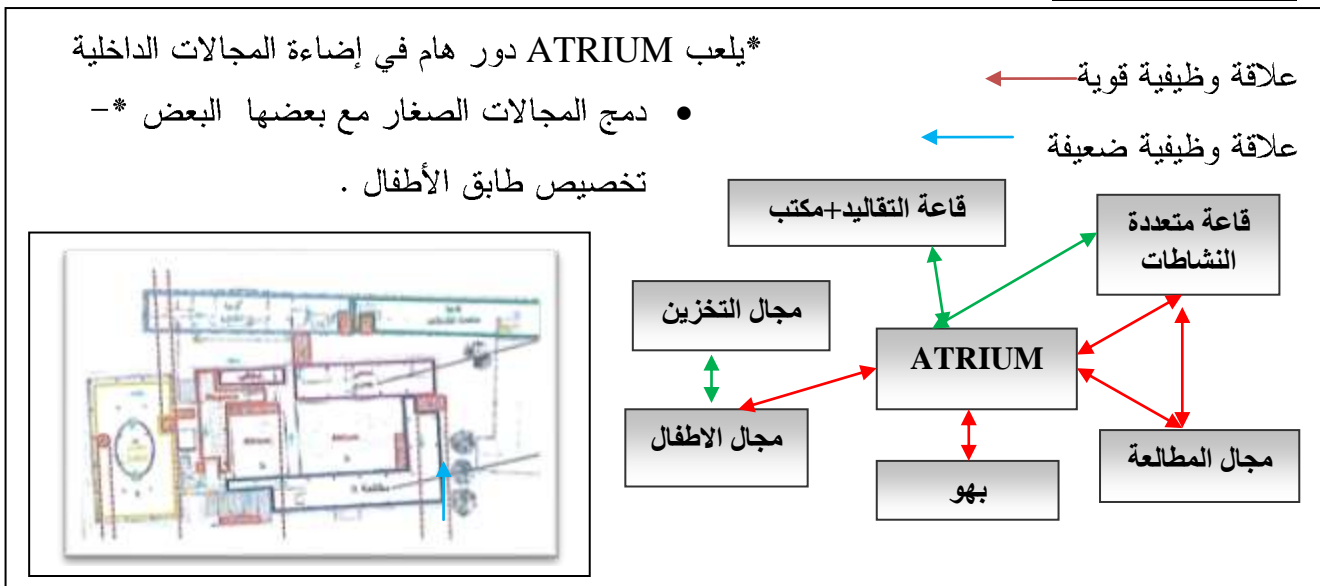 *يلعب ATRIUM دور هام في إضاءة المجالات الداخلية
• دمج المجالات الصغار مع بعضها البعض *-
تخصيص طابق الأطفال .
علاقة وظيفية قوية
علاقة وظيفية ضعيفة
قاعة التقاليد+مكتب
قاعة متعددة
النشاطات
مجال التخزين
ATRIUM
مجال الاطفال
مجال المطالعة
بهو